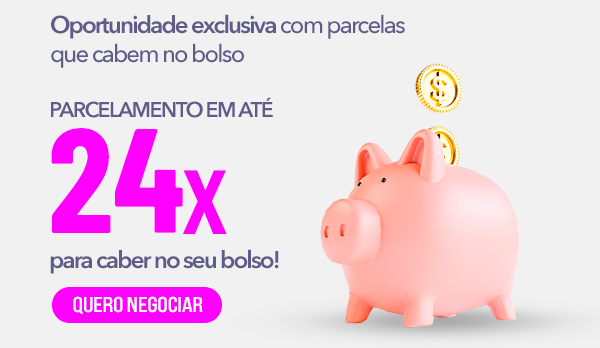 Oportunidade exclusiva com parcelas
que cabem no bolso
PARCELAMENTO EM ATÉ
24x
para caber no seu bolso!
QUERO NEGOCIAR